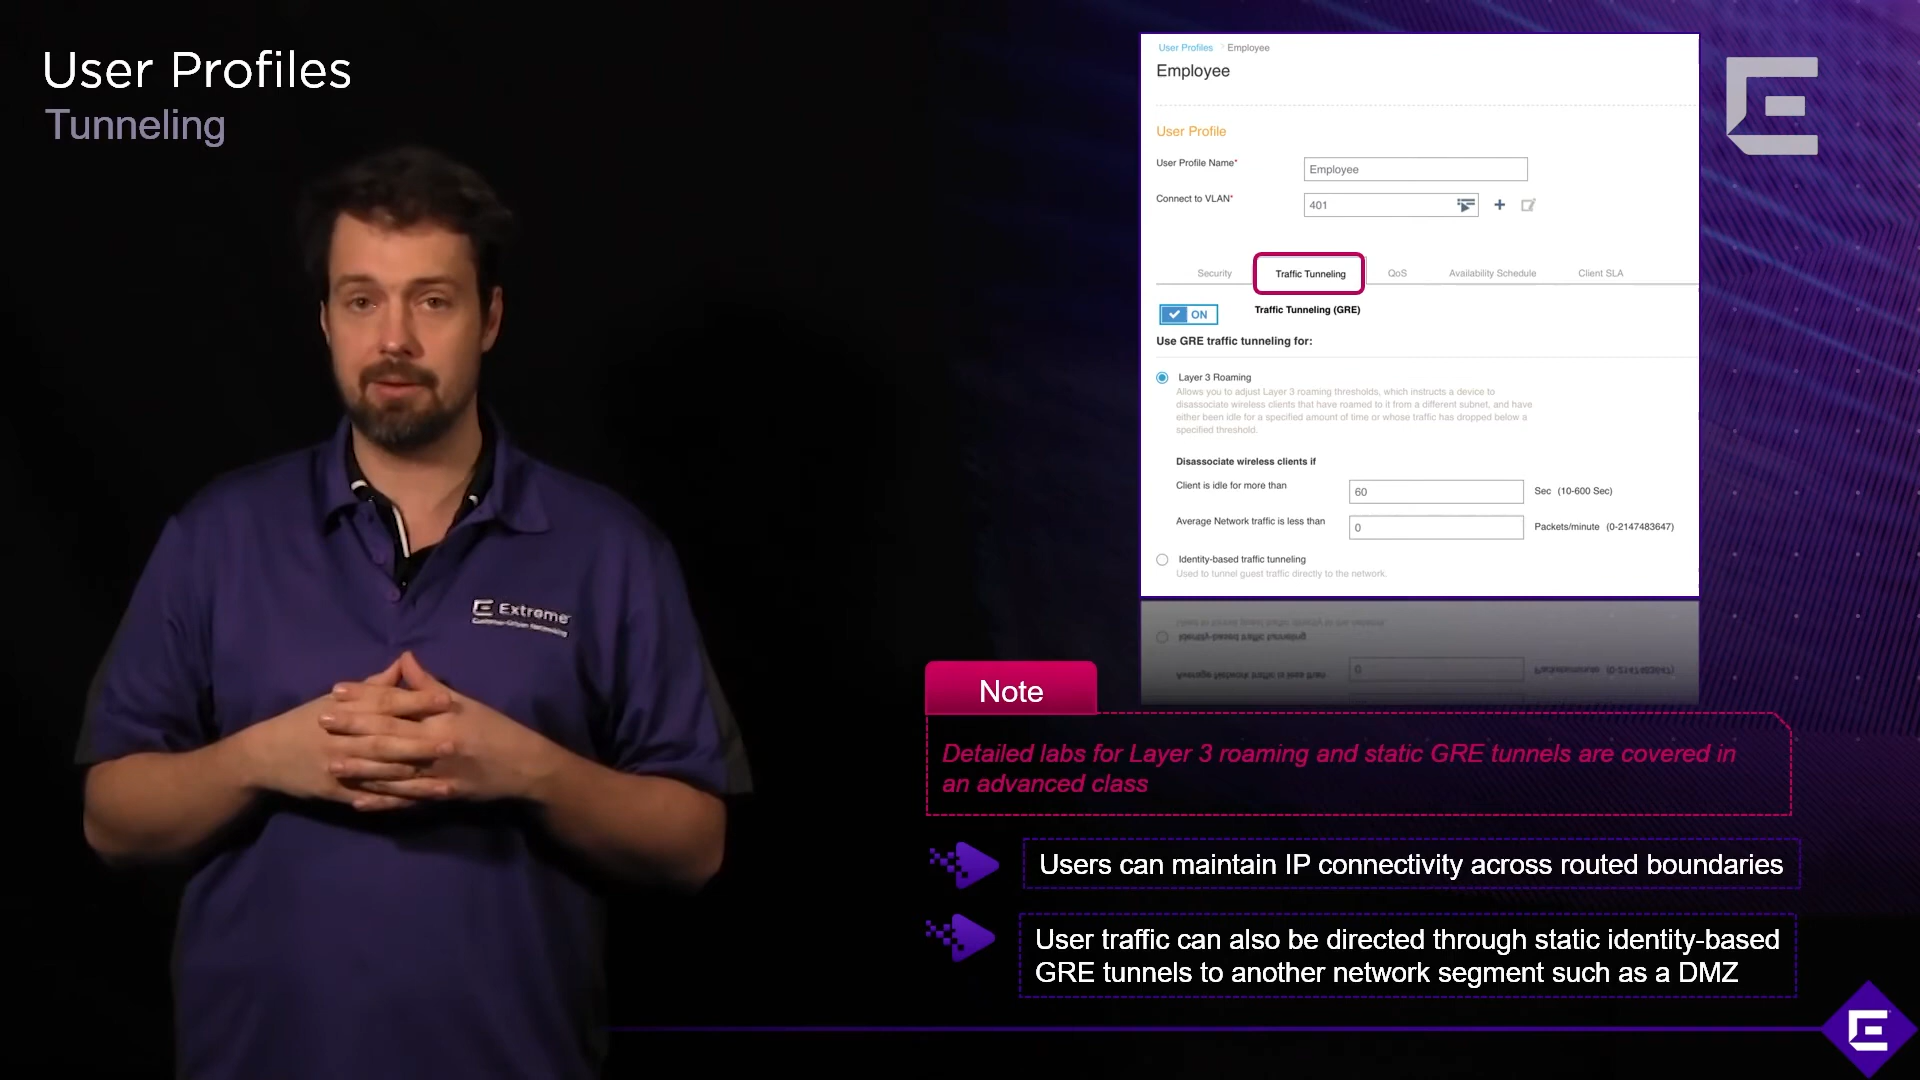 User Profiles
Tunneling
User Profiles > Employee
Employee
User Profile
User Profile Name*
Employee
Connect to VLAN*
401
Security
Traffic Tunneling
QoS
Availability Schedule
Client SLA
ON
Traffic Tunneling (GRE)
Use GRE traffic tunneling for:
Layer 3 Roaming
Allows you to adjust Layer 3 roaming thresholds, which instructs a device to
disassociate wireless clients that have roamed to it from a different subnet, and have
either been idle for a specified amount of time or whose traffic has dropped below a
specified threshold.
Disassociate wireless clients if
Client is idle for more than
60
Sec (10-600 Sec)
Average Network traffic is less than
0
Packets/minute (0-2147483647)
Identity-based traffic tunneling
Used to tunnel guest traffic directly to the network.
Extreme
Customer-Driven Networking
Note
Detailed labs for Layer 3 roaming and static GRE tunnels are covered in
an advanced class
Users can maintain IP connectivity across routed boundaries
User traffic can also be directed through static identity-based
GRE tunnels to another network segment such as a DMZ